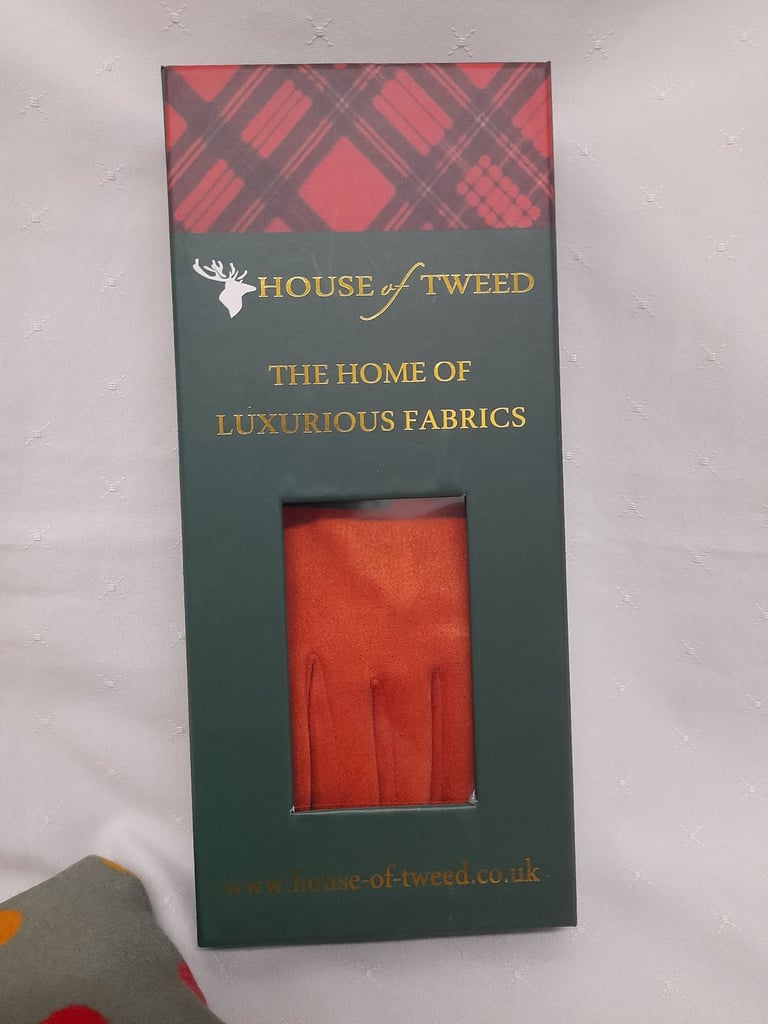 HOUSE of TWEED
THE HOME OF
LUXURIOUS FABRICS
www.house-of-tweed.co.uk